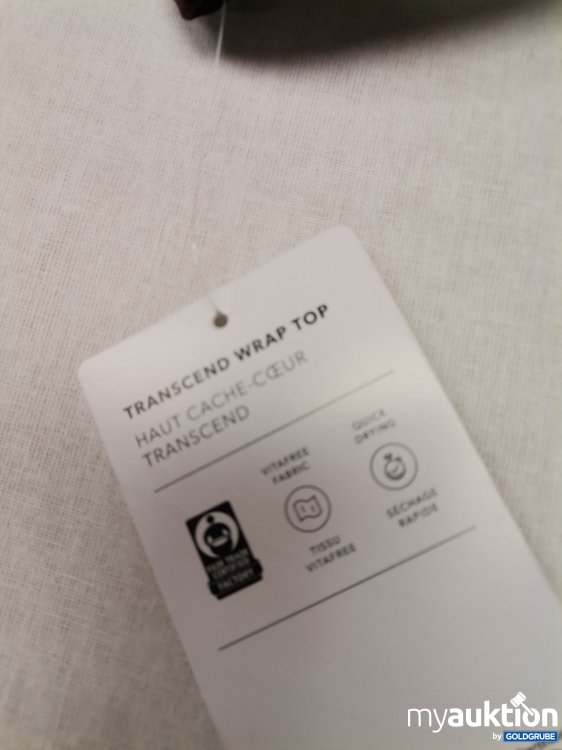 TRANSCEND WRAP TOP
HAUT CACHE-CŒUR
TRANSCEND
VITAFREE
FABRIC
QUICK
DRYING
FAIR TRADE
CERTIFIED
FACTORY
TISSU
VITAFREE
SÉCHAGE
RAPIDE
myauktion
by GOLDGRUBE